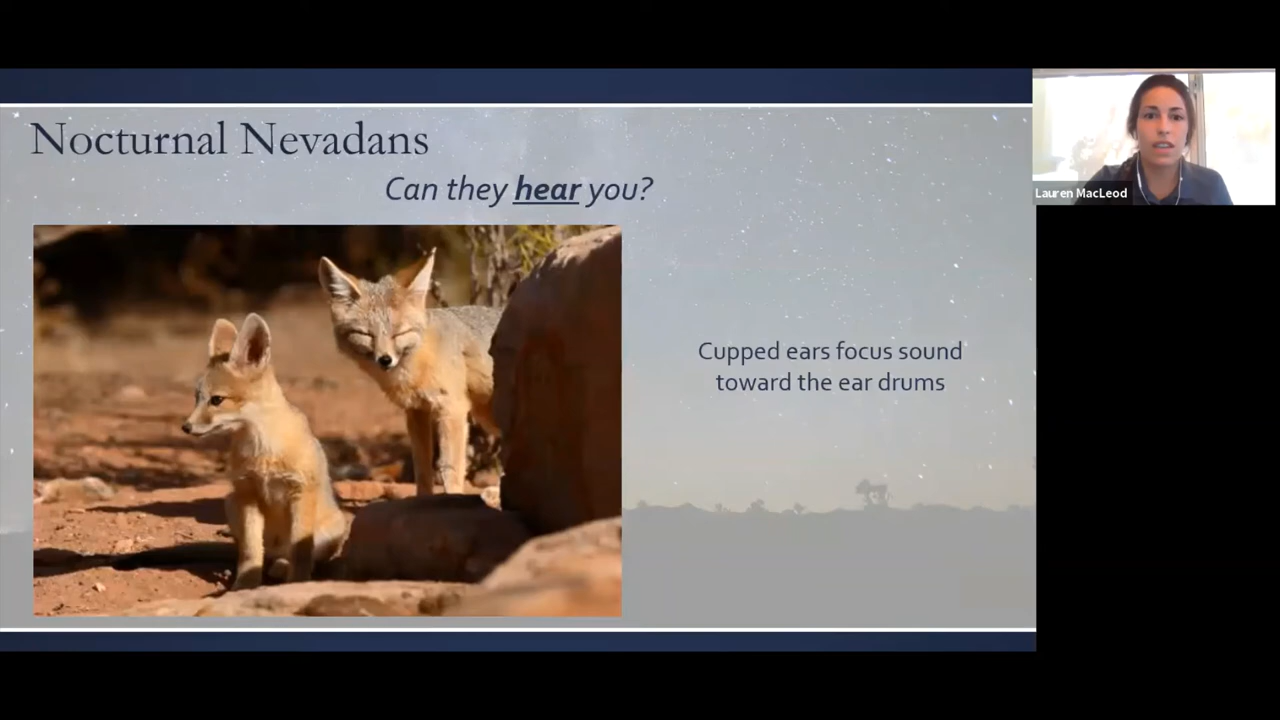 Nocturnal Nevadans
Can they hear you?
Cupped ears focus sound
toward the ear drums
Lauren MacLeod